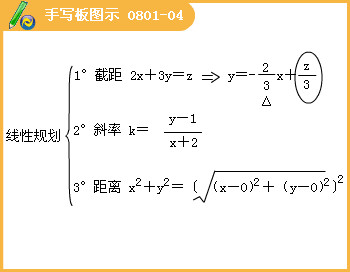 手写板图示 0801-04
线性规划
1° 截距 2x+3y=z ⇒ y=-2/3x+z/3
△
2° 斜率 k= y-1/x+2
3° 距离 x²+y²= (√(x-0)²+ (y-0)²)²